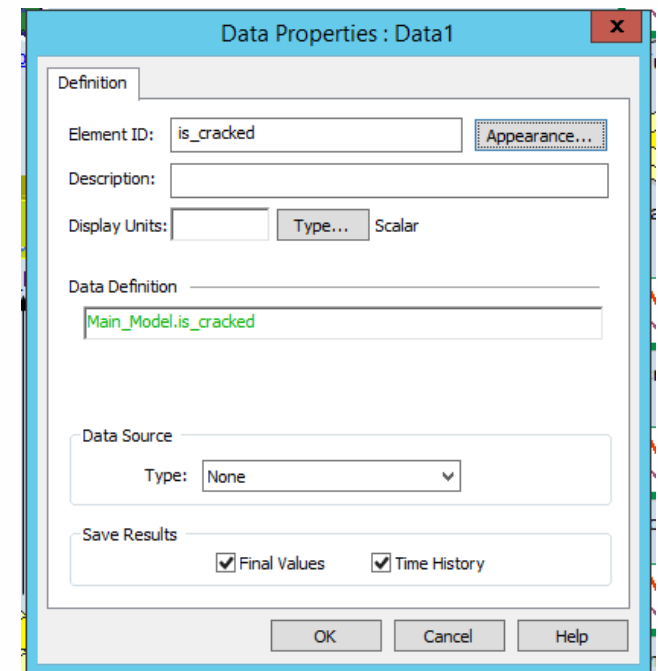 Data Properties : Data1
x
Definition
Element ID: is_cracked Appearance...
Description:
Display Units: Type... Scalar
Data Definition
Main_Model.is_cracked
Data Source
Type: None
Save Results
Final Values Time History
OK Cancel Help